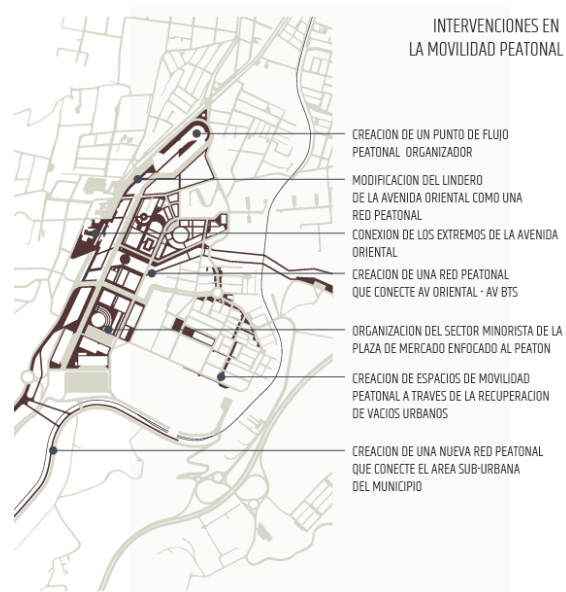 INTERVENCIONES EN
LA MOVILIDAD PEATONAL
CREACION DE UN PUNTO DE FLUJO
PEATONAL ORGANIZADOR
MODIFICACION DEL LINDERO
DE LA AVENIDA ORIENTAL COMO UNA
RED PEATONAL
CONEXION DE LOS EXTREMOS DE LA AVENIDA
ORIENTAL
CREACION DE UNA RED PEATONAL
QUE CONECTE AV ORIENTAL - AV BTS
ORGANIZACION DEL SECTOR MINORISTA DE LA
PLAZA DE MERCADO ENFOCADO AL PEATON
CREACION DE ESPACIOS DE MOVILIDAD
PEATONAL A TRAVES DE LA RECUPERACION
DE VACIOS URBANOS
CREACION DE UNA NUEVA RED PEATONAL
QUE CONECTE EL AREA SUB-URBANA
DEL MUNICIPIO